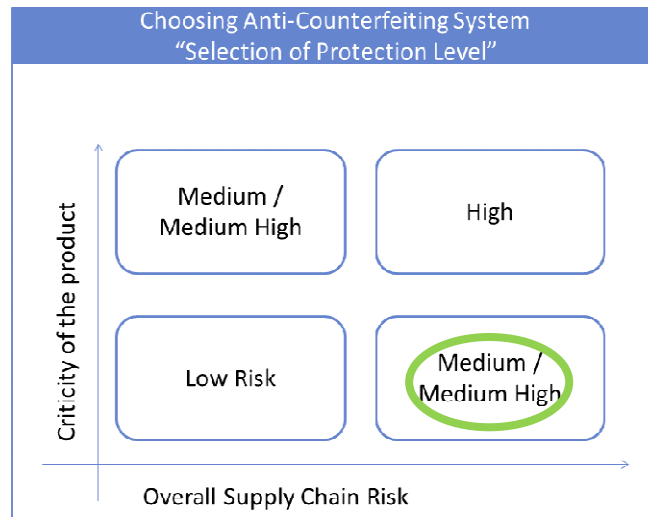 Choosing Anti-Counterfeiting System
“Selection of Protection Level”
Criticity of the product
Medium /
Medium High
High
Low Risk
Medium /
Medium High
Overall Supply Chain Risk